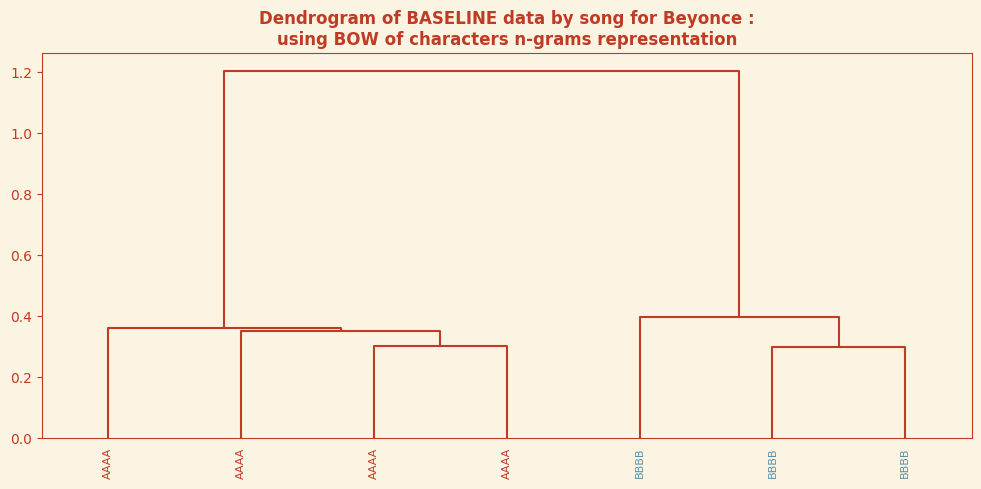 Dendrogram of BASELINE data by song for Beyonce :
using BOW of characters n-grams representation
1.2
1.0
0.8
0.6
0.4
0.2
0.0
AAAA AAAA AAAA AAAA BBBB BBBB BBBB